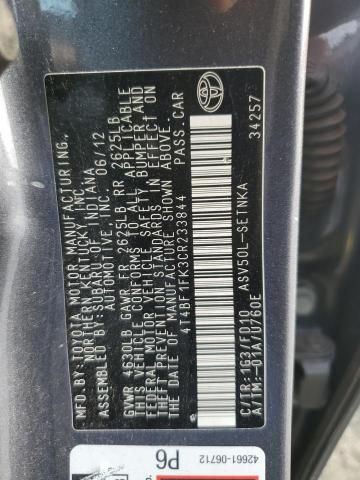 MFD. BY: TOYOTA MOTOR MANUFACTURING,
NORTHERN KENTUCKY, INC.
ASSEMBLED BY: SUBARU OF INDIANA
AUTOMOTIVE, INC. 06/12
GVWR 4630LB GAWR FR 2625LB RR 2625LB
THIS VEHICLE CONFORMS TO ALL APPLICABLE
FEDERAL MOTOR VEHICLE SAFETY, BUMPER, AND
THEFT PREVENTION STANDARDS IN EFFECT ON
THE DATE OF MANUFACTURE SHOWN ABOVE.
4T4BF1FK3CR233844 PASS. CAR
C/TR:1G3/FD10 ASV50L-SETNKA
A/TM:-01A/U760E 34257
42661-06712
P6